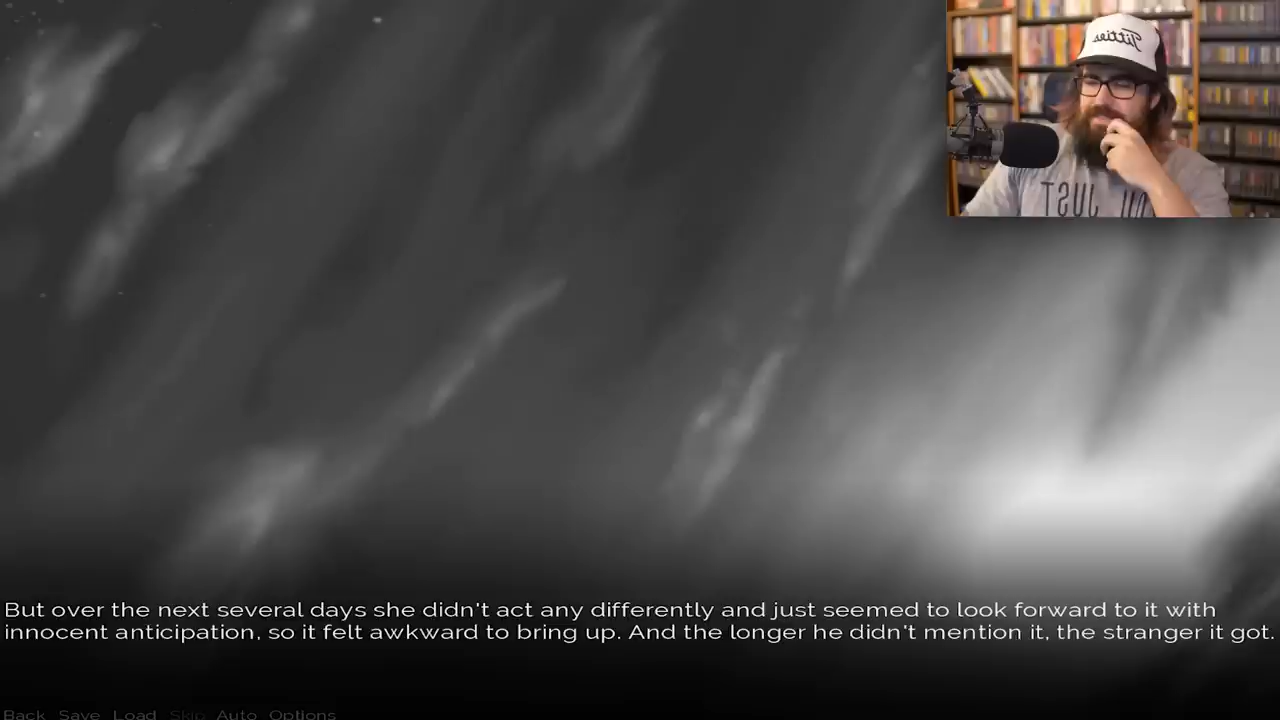 Titties
JUST
But over the next several days she didn't act any differently and just seemed to look forward to it with
innocent anticipation, so it felt awkward to bring up. And the longer he didn't mention it, the stranger it got.
Back Save Load Skip Auto Options